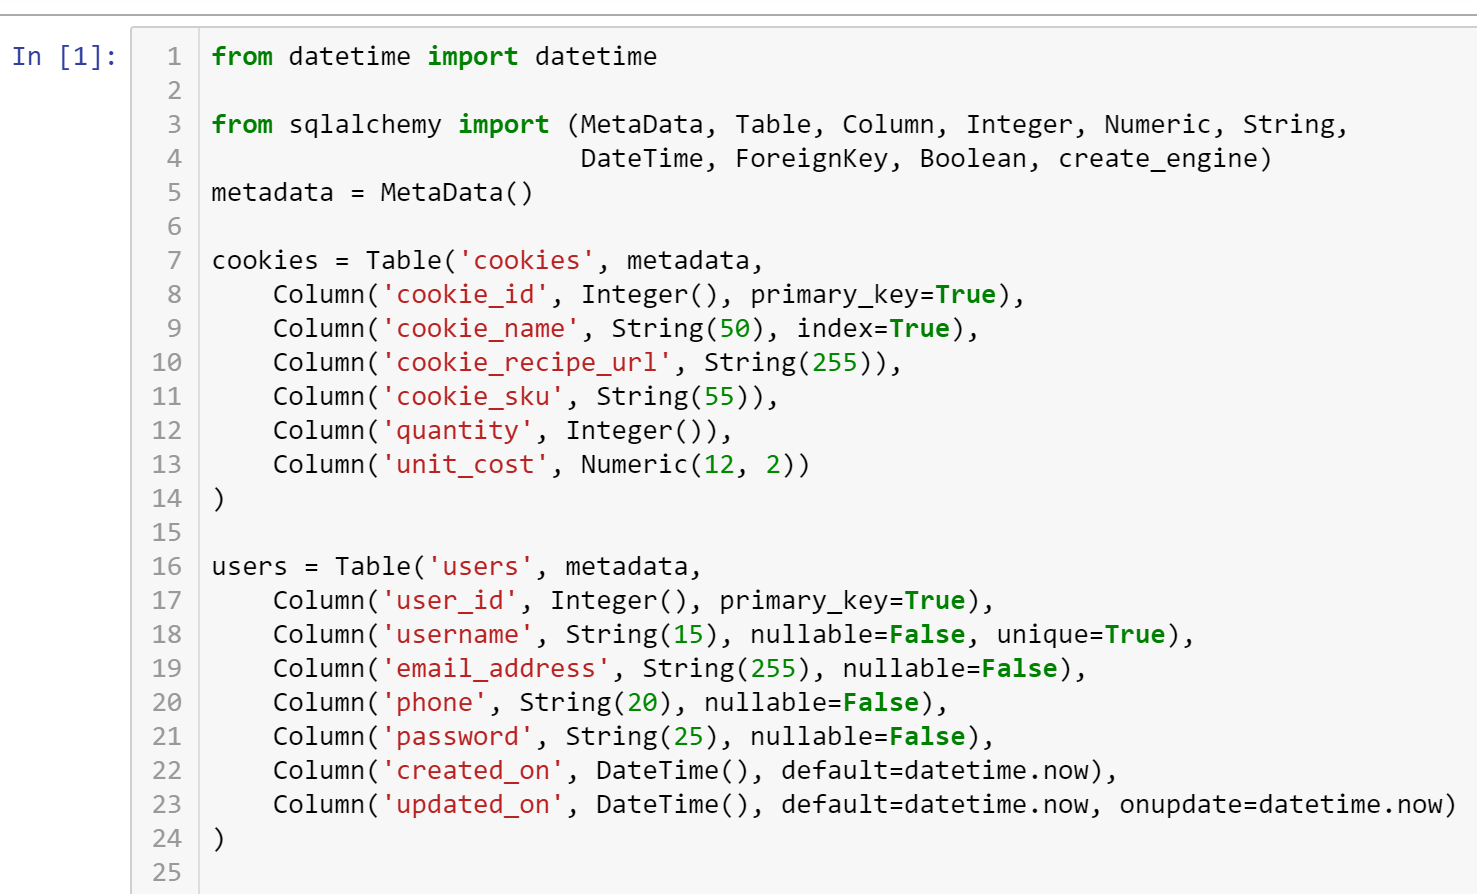 In [1]:
1 from datetime import datetime
2
3 from sqlalchemy import (MetaData, Table, Column, Integer, Numeric, String,
4                         DateTime, ForeignKey, Boolean, create_engine)
5 metadata = MetaData()
6
7 cookies = Table('cookies', metadata,
8     Column('cookie_id', Integer(), primary_key=True),
9     Column('cookie_name', String(50), index=True),
10     Column('cookie_recipe_url', String(255)),
11     Column('cookie_sku', String(55)),
12     Column('quantity', Integer()),
13     Column('unit_cost', Numeric(12, 2))
14 )
15
16 users = Table('users', metadata,
17     Column('user_id', Integer(), primary_key=True),
18     Column('username', String(15), nullable=False, unique=True),
19     Column('email_address', String(255), nullable=False),
20     Column('phone', String(20), nullable=False),
21     Column('password', String(25), nullable=False),
22     Column('created_on', DateTime(), default=datetime.now),
23     Column('updated_on', DateTime(), default=datetime.now, onupdate=datetime.now)
24 )
25